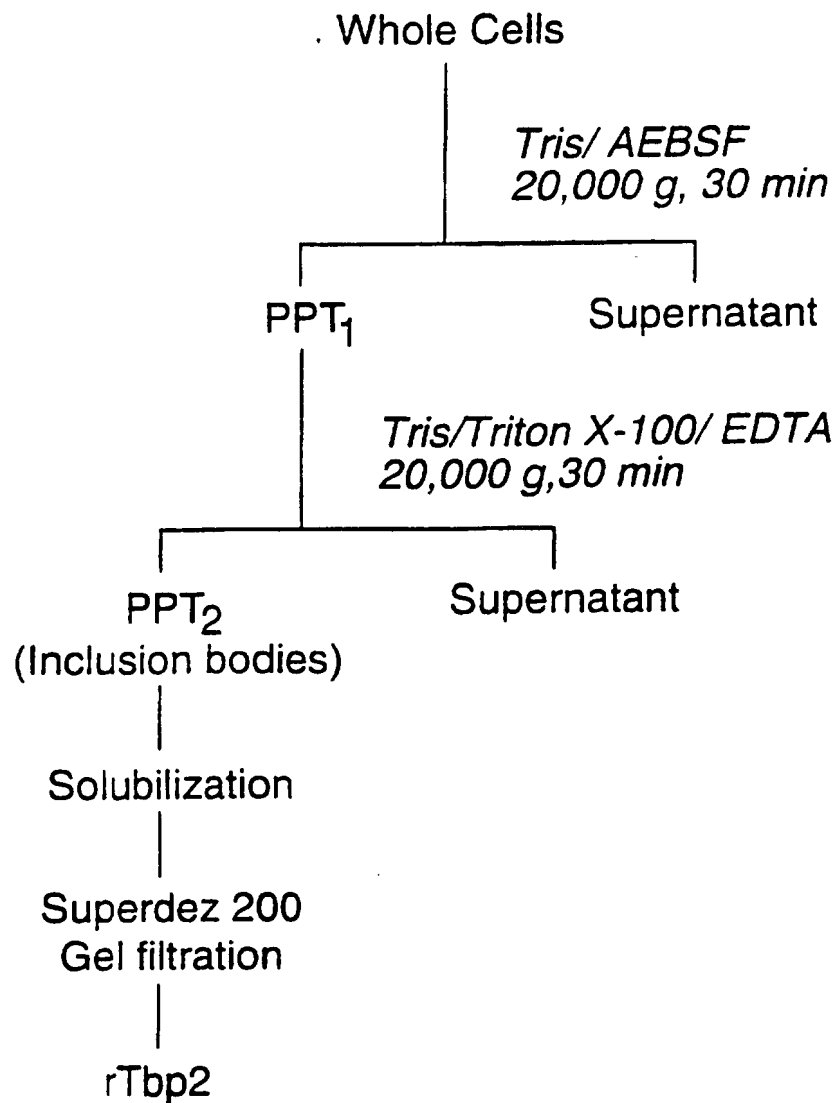 . Whole Cells
Tris/ AEBSF
20,000 g, 30 min
PPT1
Supernatant
Tris/Triton X-100/ EDTA
20,000 g,30 min
PPT2
(Inclusion bodies)
Supernatant
Solubilization
Superdez 200
Gel filtration
rTbp2